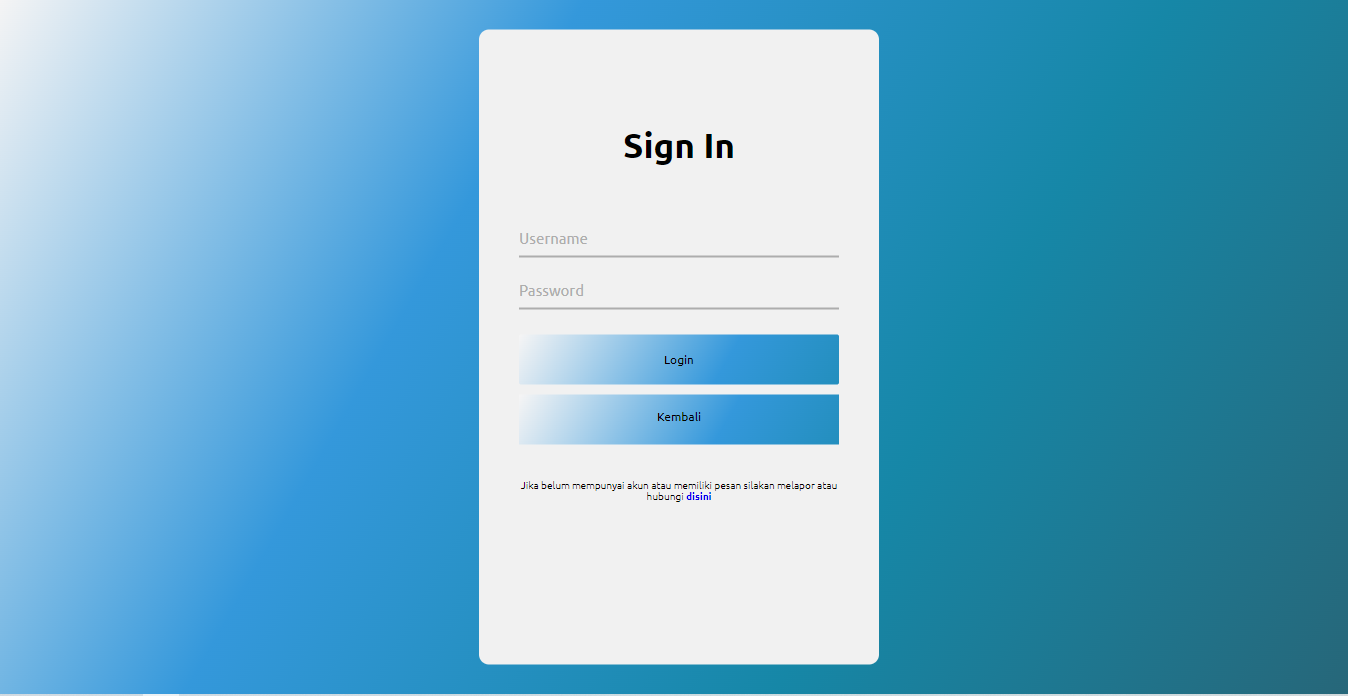 Sign In
Username
Password
Login
Kembali
Jika belum mempunyai akun atau memiliki pesan silakan melapor atau
hubungi disini